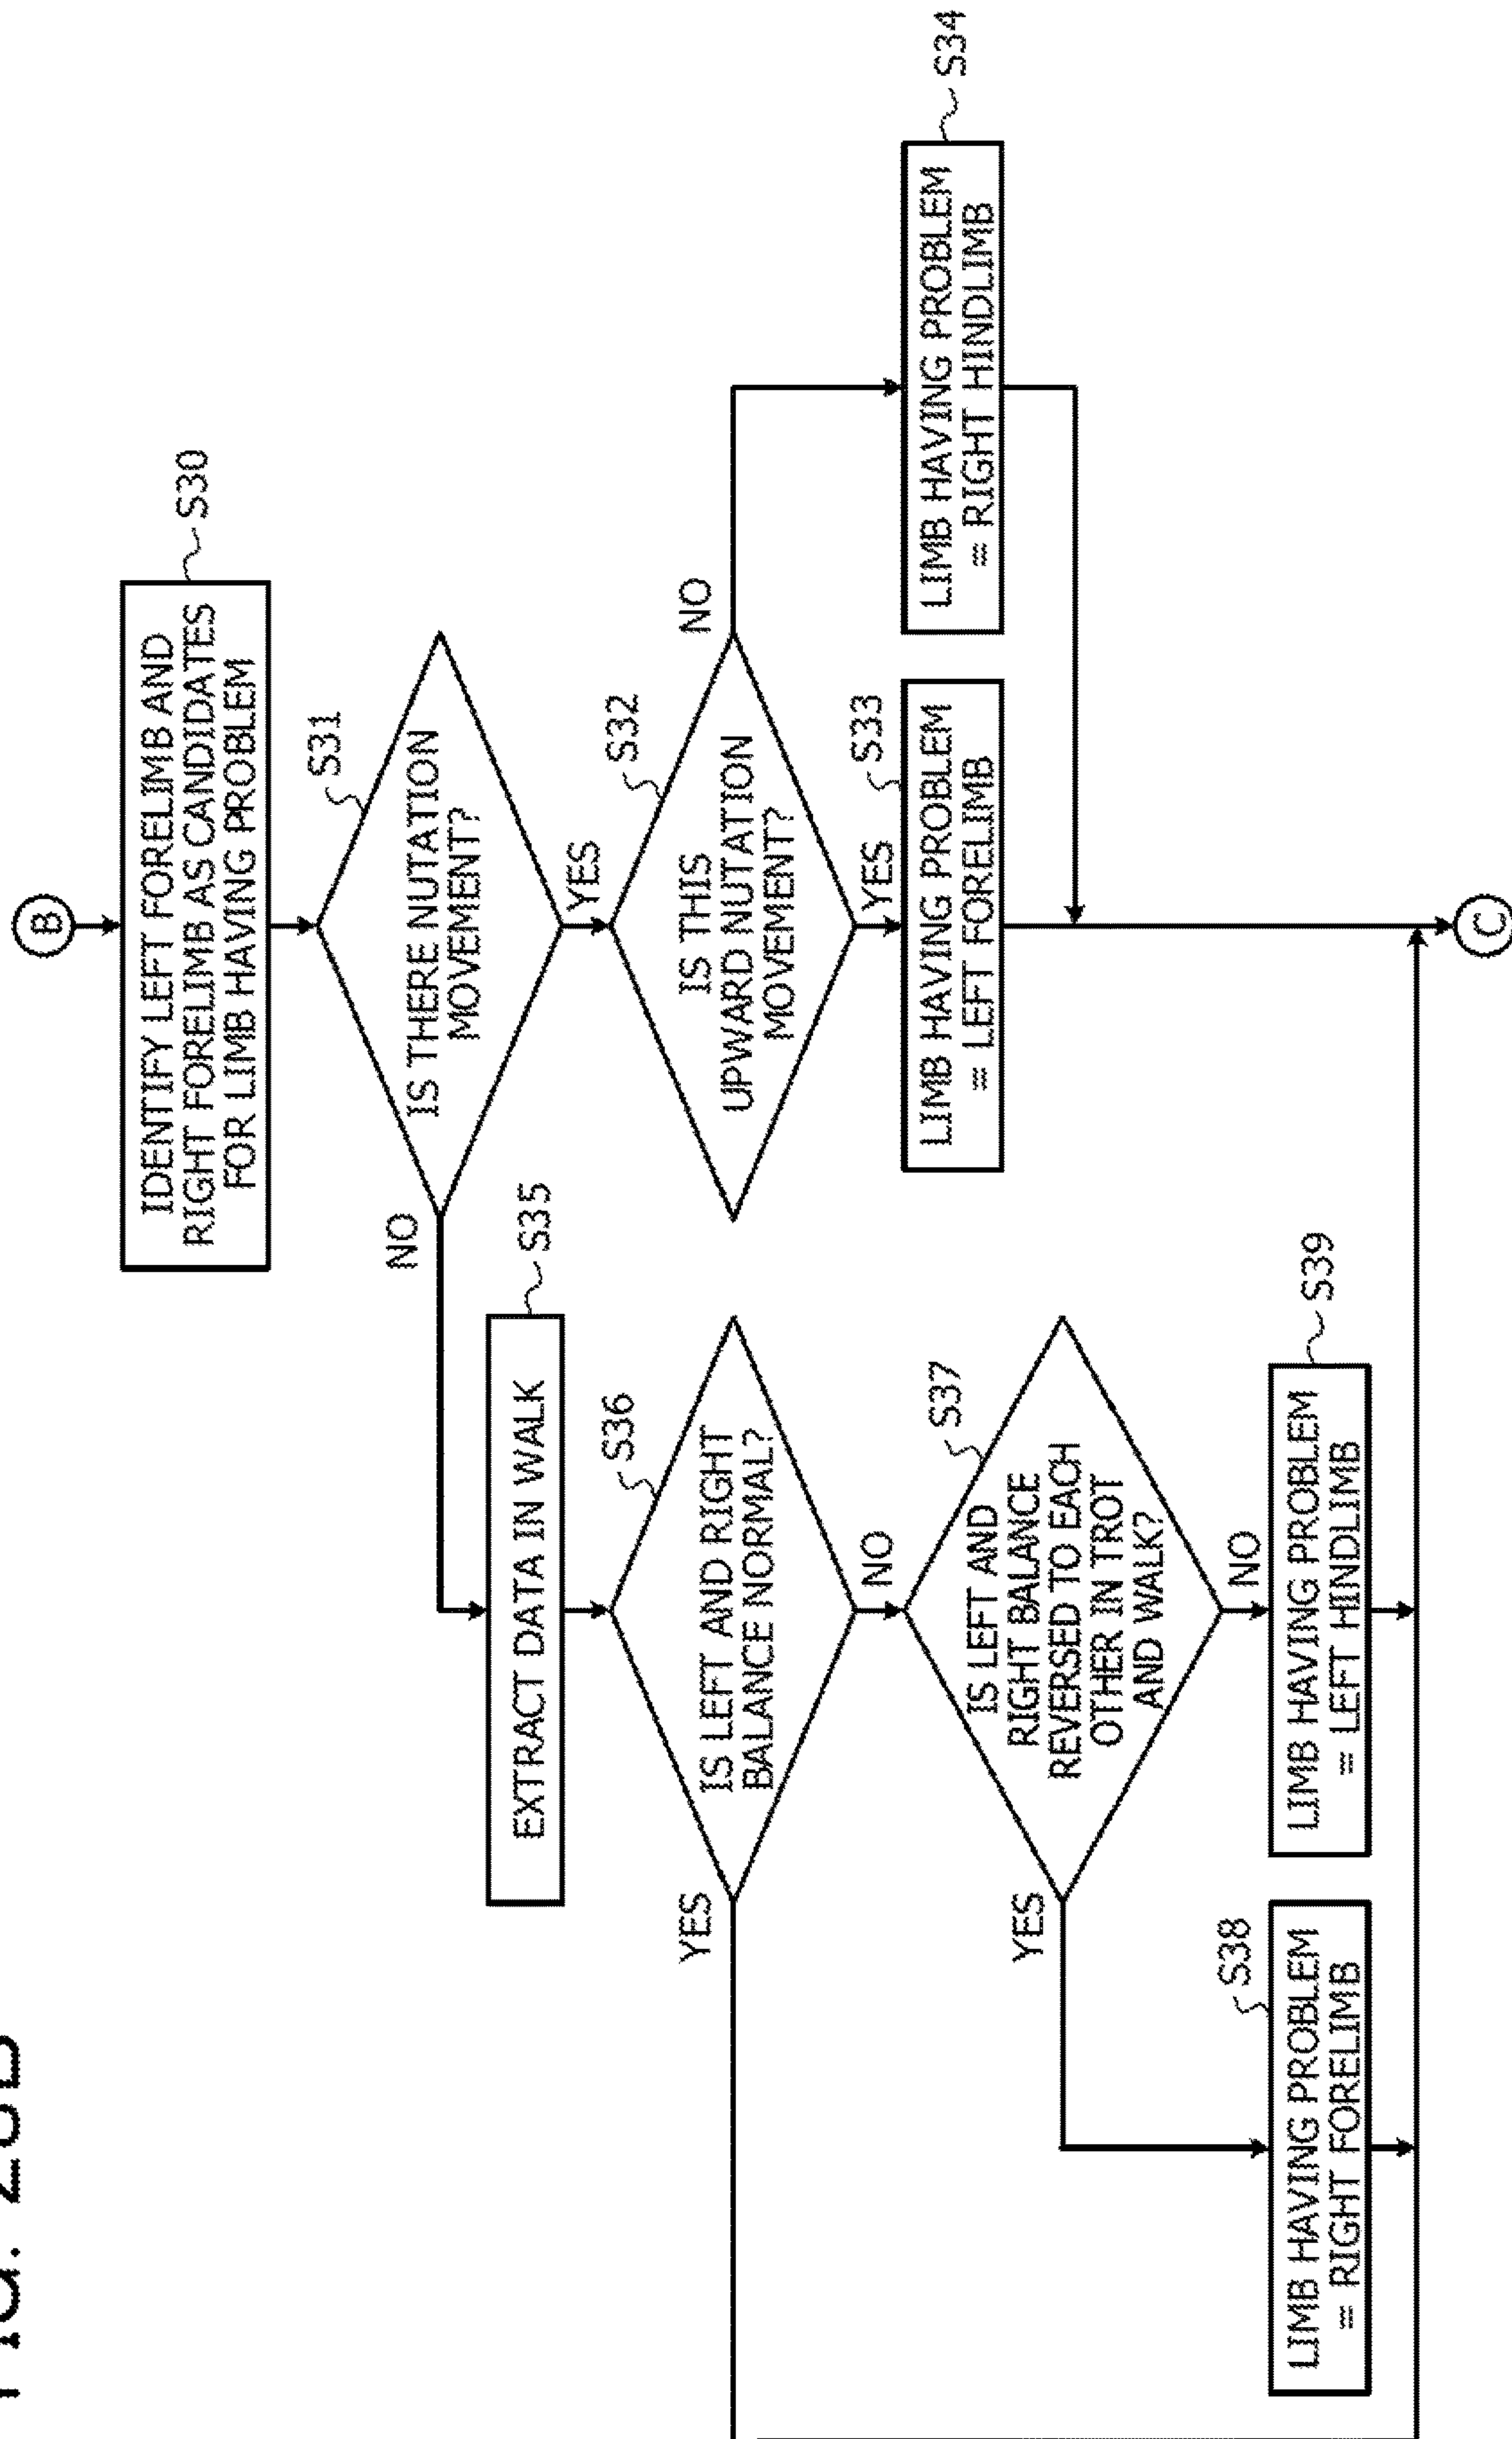 FIG. 28B
B
IDENTIFY LEFT FORELIMB AND
RIGHT FORELIMB AS CANDIDATES
FOR LIMB HAVING PROBLEM
S30
IS THERE NUTATION
MOVEMENT?
S31
NO
YES
IS THIS
UPWARD NUTATION
MOVEMENT?
S32
NO
YES
LIMB HAVING PROBLEM
= LEFT FORELIMB
S33
LIMB HAVING PROBLEM
= RIGHT HINDLIMB
S34
EXTRACT DATA IN WALK
S35
IS LEFT AND RIGHT
BALANCE NORMAL?
S36
YES
NO
IS LEFT AND
RIGHT BALANCE
REVERSED TO EACH
OTHER IN TROT
AND WALK?
S37
YES
NO
LIMB HAVING PROBLEM
= RIGHT FORELIMB
S38
LIMB HAVING PROBLEM
= LEFT HINDLIMB
S39
C